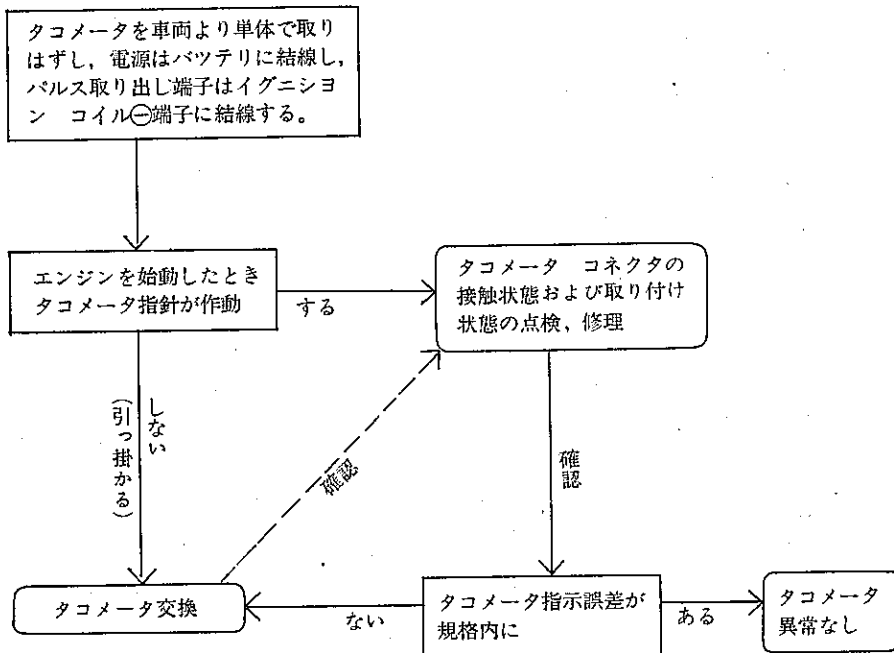 タコメータを車両より単体で取り
はずし，電源はバツテリに結線し，
パルス取り出し端子はイグニシヨ
ン　コイル㊀端子に結線する。
エンジンを始動したとき
タコメータ指針が作動
する
タコメータ　コネクタの
接触状態および取り付け
状態の点検，修理
しない
(引っ掛かる)
確認
確認
タコメータ交換
ない
タコメータ指示誤差が
規格内に
ある
タコメータ
異常なし